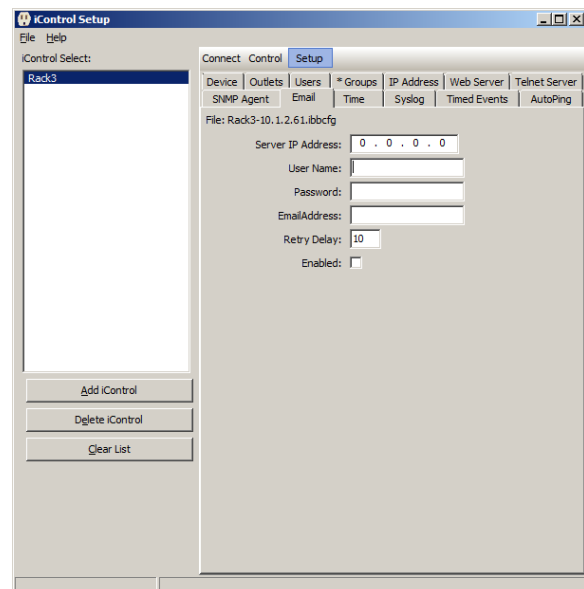 iControl Setup
File Help
iControl Select:
Rack3
Add iControl
Delete iControl
Clear List
Connect Control Setup
Device Outlets Users * Groups IP Address Web Server Telnet Server
SNMP Agent Email Time Syslog Timed Events AutoPing
File: Rack3-10.1.2.61.ibbcfg
Server IP Address: 0 . 0 . 0 . 0
User Name:
Password:
EmailAddress:
Retry Delay: 10
Enabled: